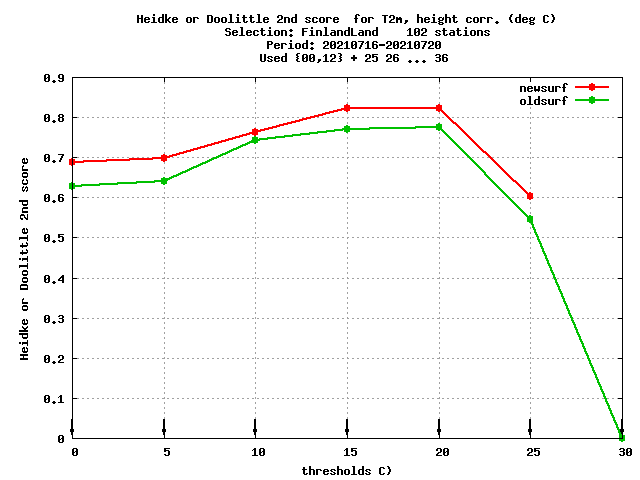 Heidke or Doolittle 2nd score  for T2m, height corr. (deg C)
Selection: FinlandLand    102 stations
Period: 20210716-20210720
Used {00,12} + 25 26 ... 36
newsurf
oldsurf
Heidke or Doolittle 2nd score
0.9
0.8
0.7
0.6
0.5
0.4
0.3
0.2
0.1
0
0 5 10 15 20 25 30
thresholds C)